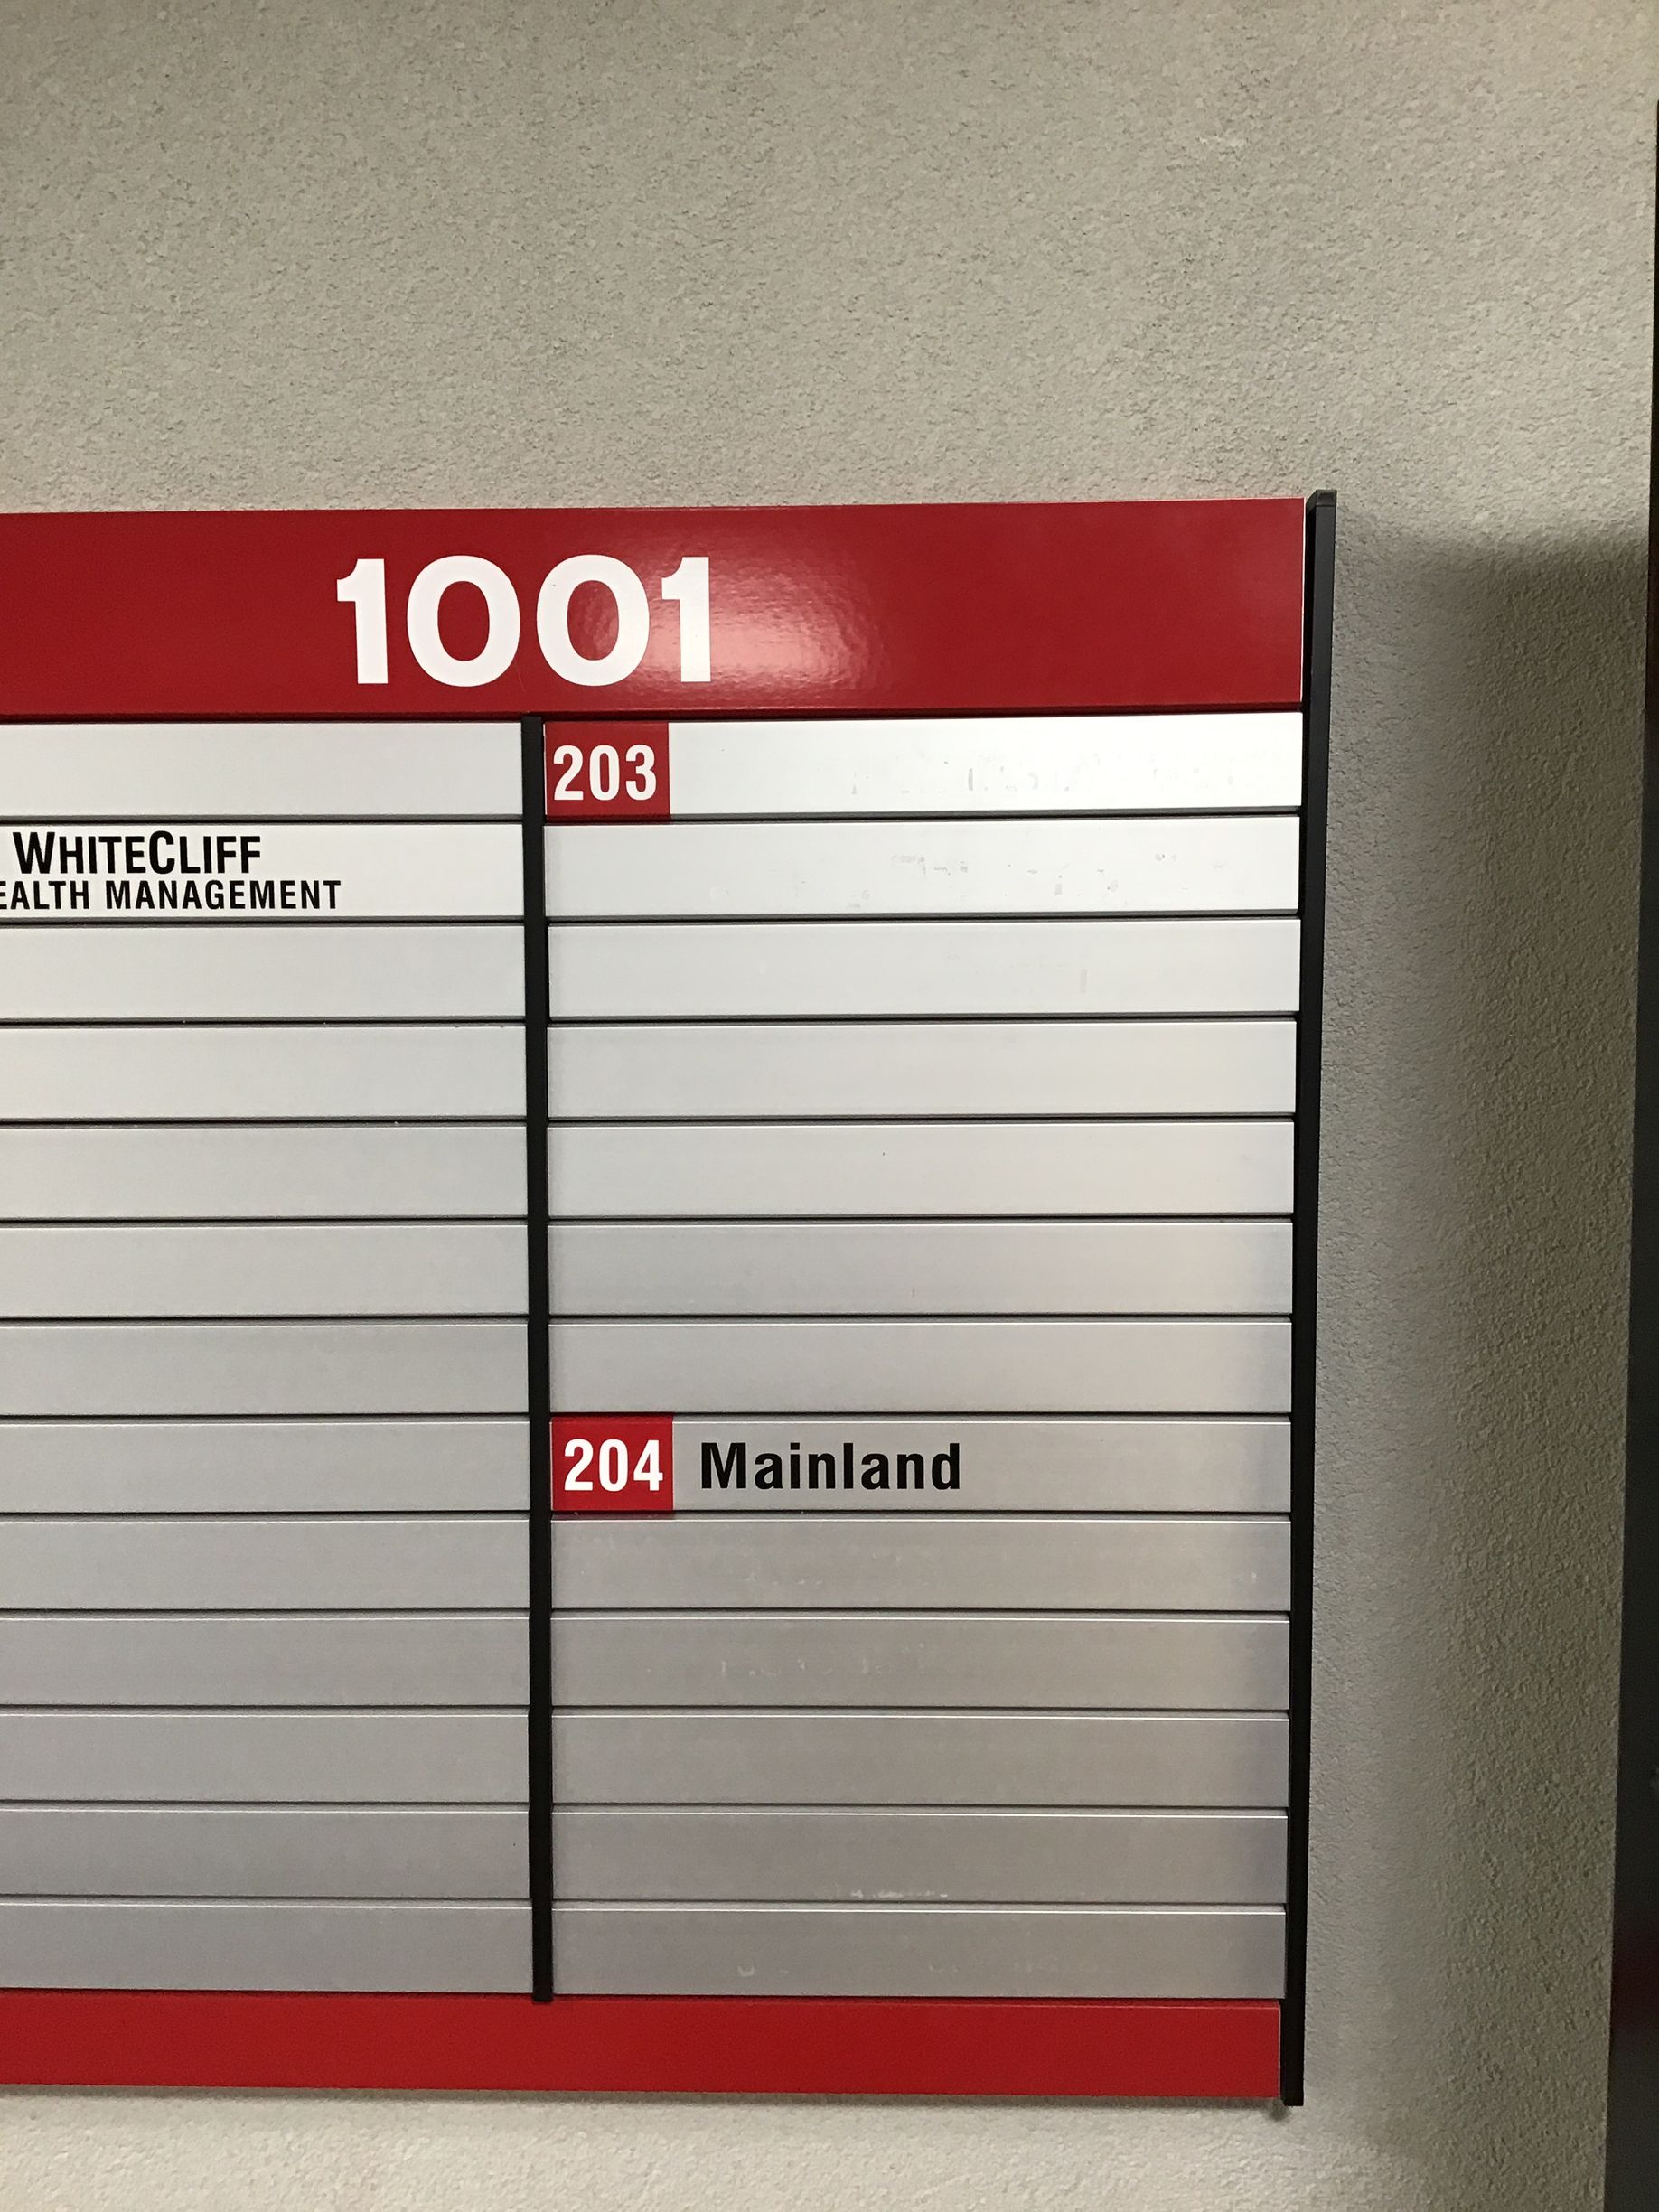 1001
WHITECLIFF
EALTH MANAGEMENT
203
204 Mainland